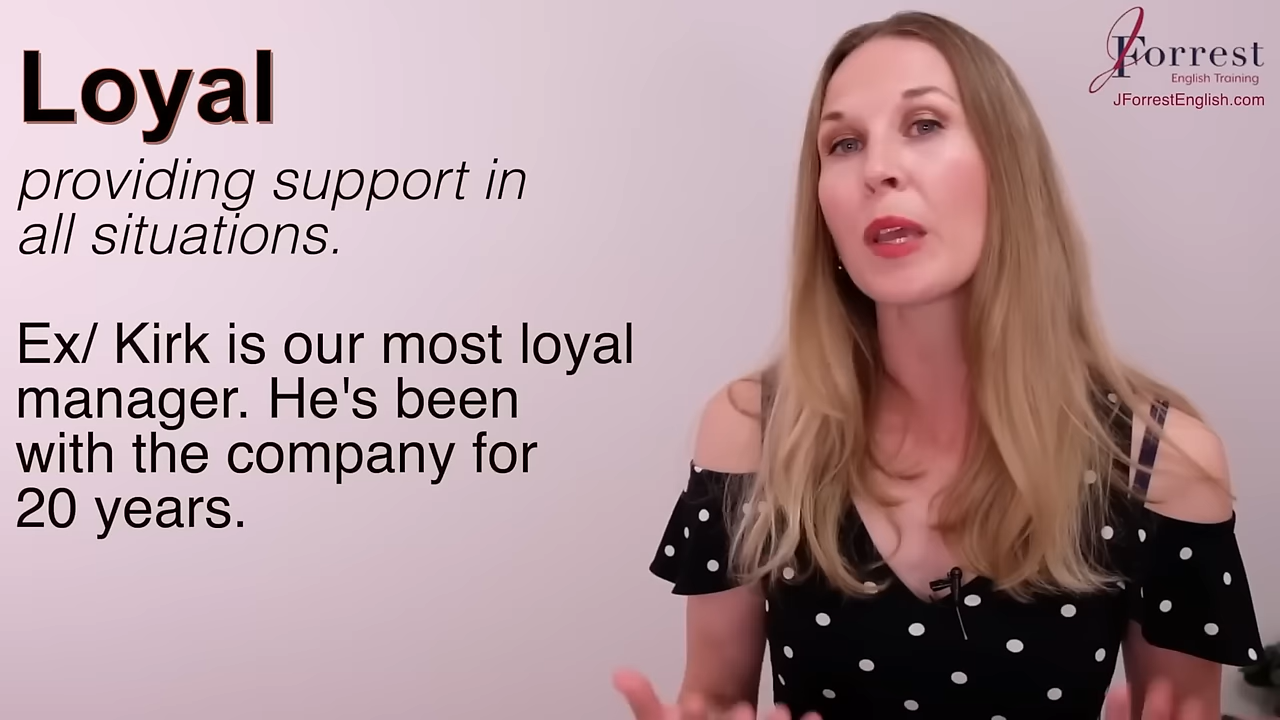 Loyal
providing support in
all situations.
Ex/ Kirk is our most loyal
manager. He's been
with the company for
20 years.
JForrest
English Training
JForrestEnglish.com